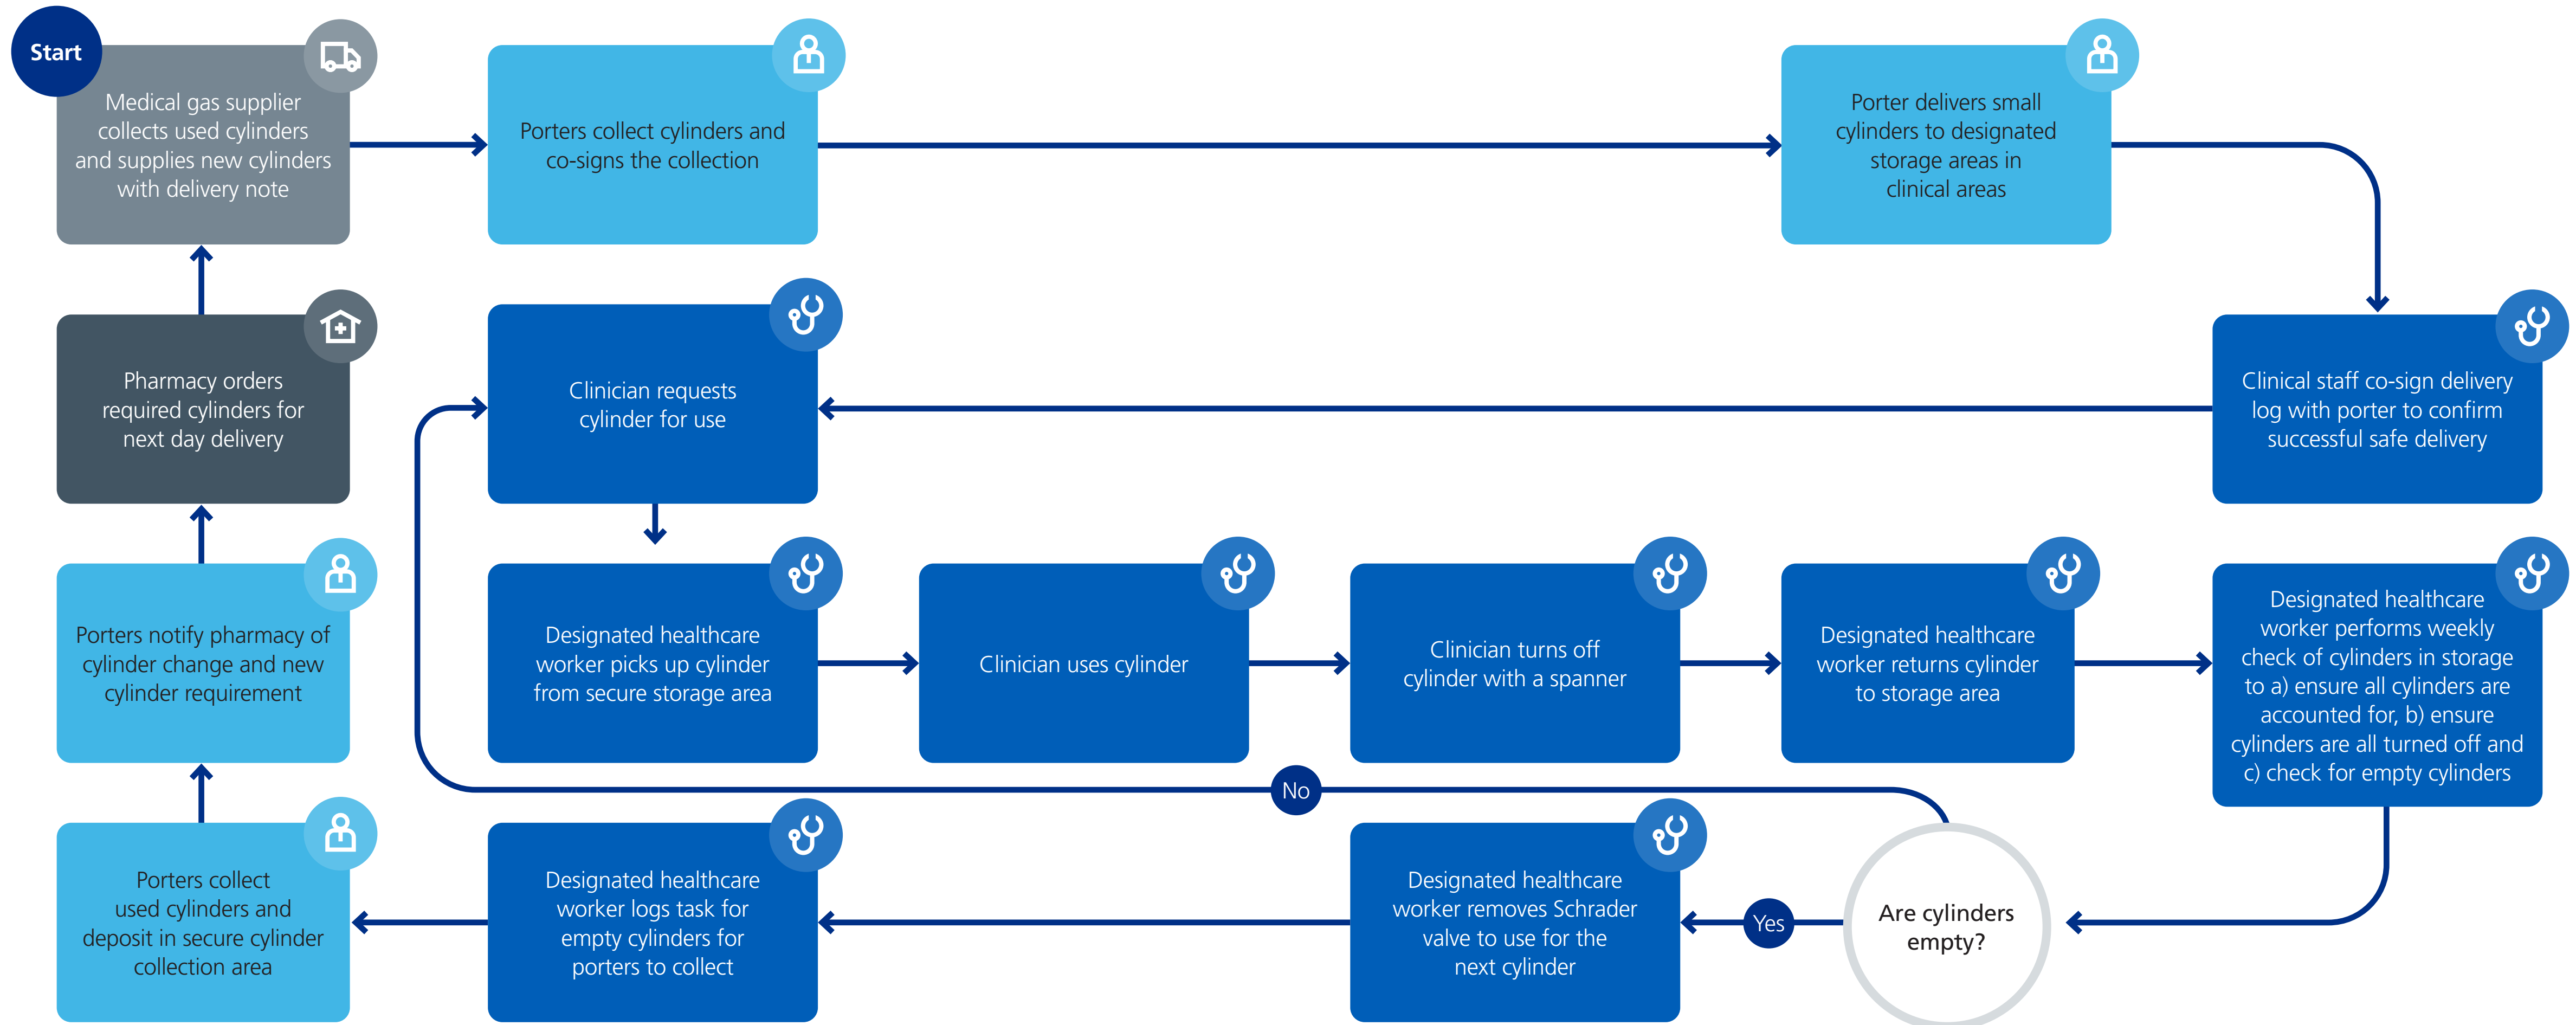 Start
Medical gas supplier
collects used cylinders
and supplies new cylinders
with delivery note
Porters collect cylinders and
co-signs the collection
Porter delivers small
cylinders to designated
storage areas in
clinical areas
Pharmacy orders
required cylinders for
next day delivery
Clinician requests
cylinder for use
Clinical staff co-sign delivery
log with porter to confirm
successful safe delivery
Porters notify pharmacy of
cylinder change and new
cylinder requirement
Designated healthcare
worker picks up cylinder
from secure storage area
Clinician uses cylinder
Clinician turns off
cylinder with a spanner
Designated healthcare
worker returns cylinder
to storage area
Designated healthcare
worker performs weekly
check of cylinders in storage
to a) ensure all cylinders are
accounted for, b) ensure
cylinders are all turned off and
c) check for empty cylinders
No
Porters collect
used cylinders and
deposit in secure cylinder
collection area
Designated healthcare
worker logs task for
empty cylinders for
porters to collect
Designated healthcare
worker removes Schrader
valve to use for the
next cylinder
Yes
Are cylinders
empty?